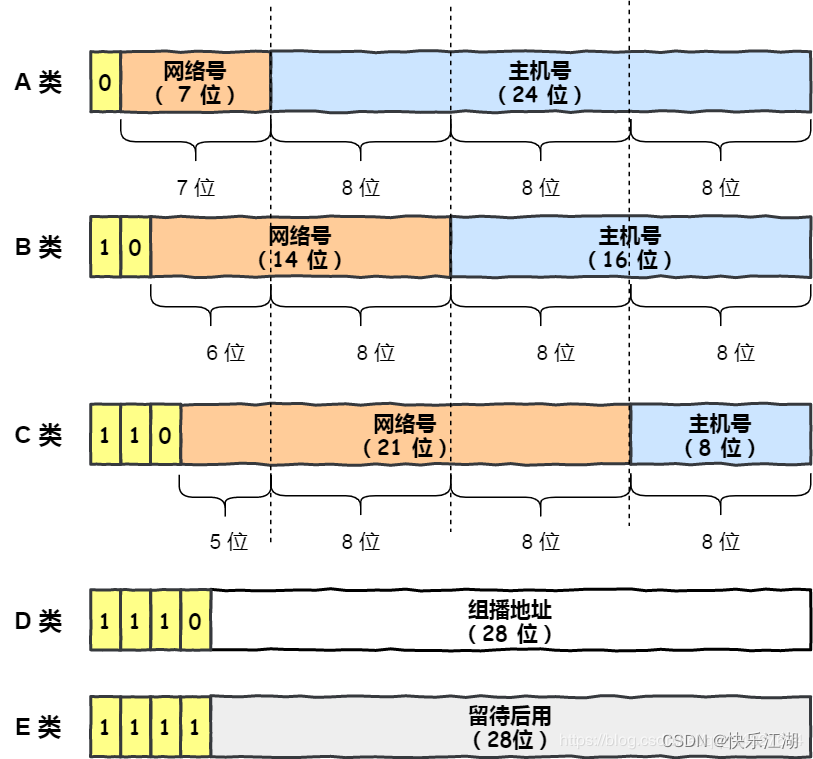 A 类
0
网络号
（ 7 位）
主机号
（24 位）
7 位
8 位
8 位
8 位
B 类
1 0
网络号
（14 位）
主机号
（16 位）
6 位
8 位
8 位
8 位
C 类
1 1 0
网络号
（21 位）
主机号
（8 位）
5 位
8 位
8 位
8 位
D 类
1 1 1 0
组播地址
（28 位）
E 类
1 1 1 1
留待后用
（28位）
https://blog.cs
CSDN @快乐江湖